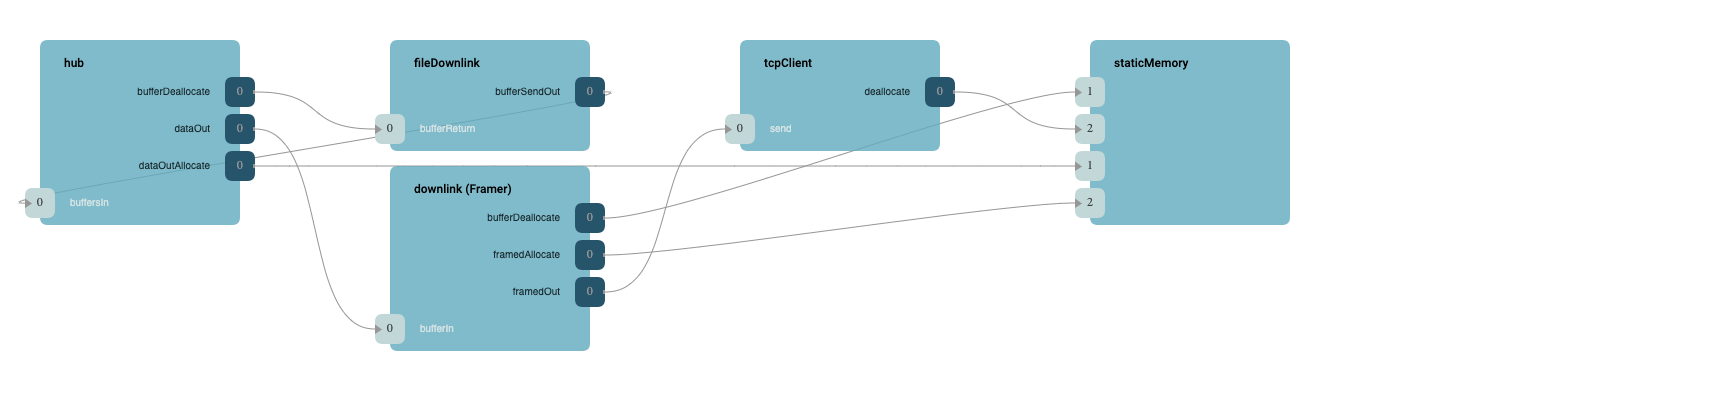 hub
bufferDeallocate 0
dataOut 0
dataOutAllocate 0
0 buffersIn
fileDownlink
bufferSendOut 0
0 bufferReturn
downlink (Framer)
bufferDeallocate 0
framedAllocate 0
framedOut 0
0 bufferIn
tcpClient
deallocate 0
0 send
staticMemory
1
2
1
2